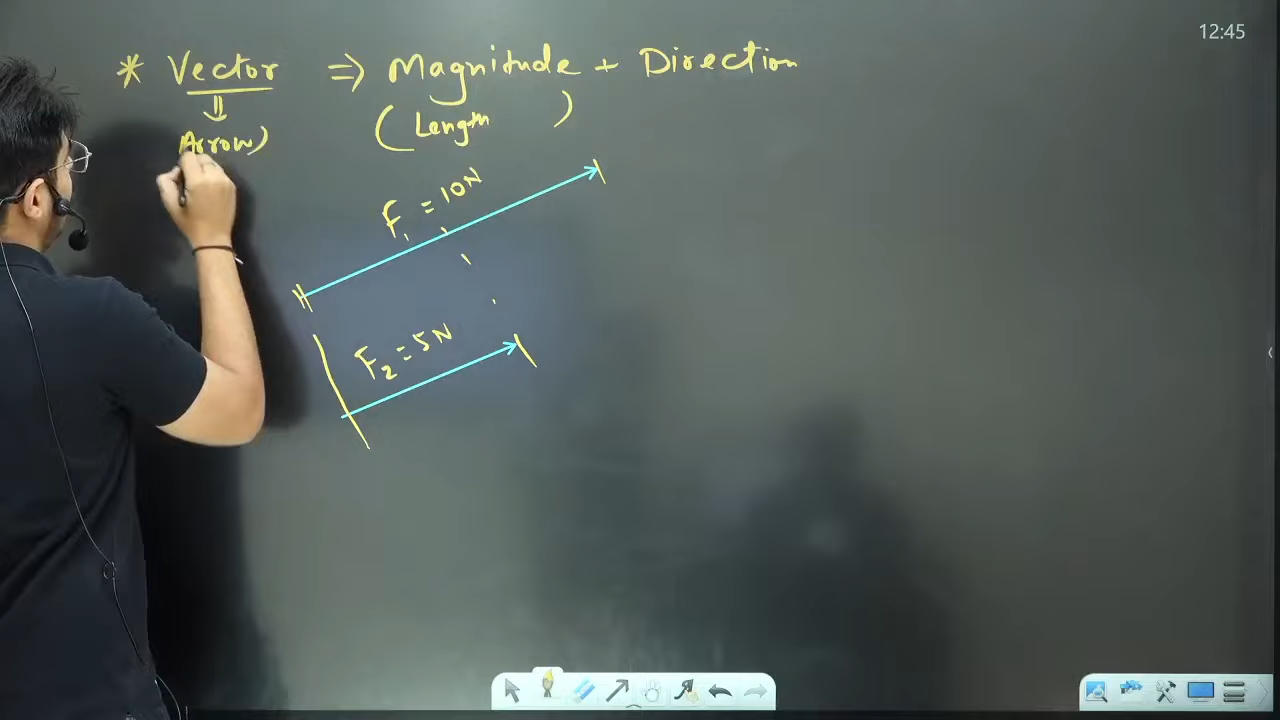 12:45
* Vector ⇒ Magnitude + Direction
⇓
Arrow) ( Length )
F₁ = 10N
F₂ = 5N